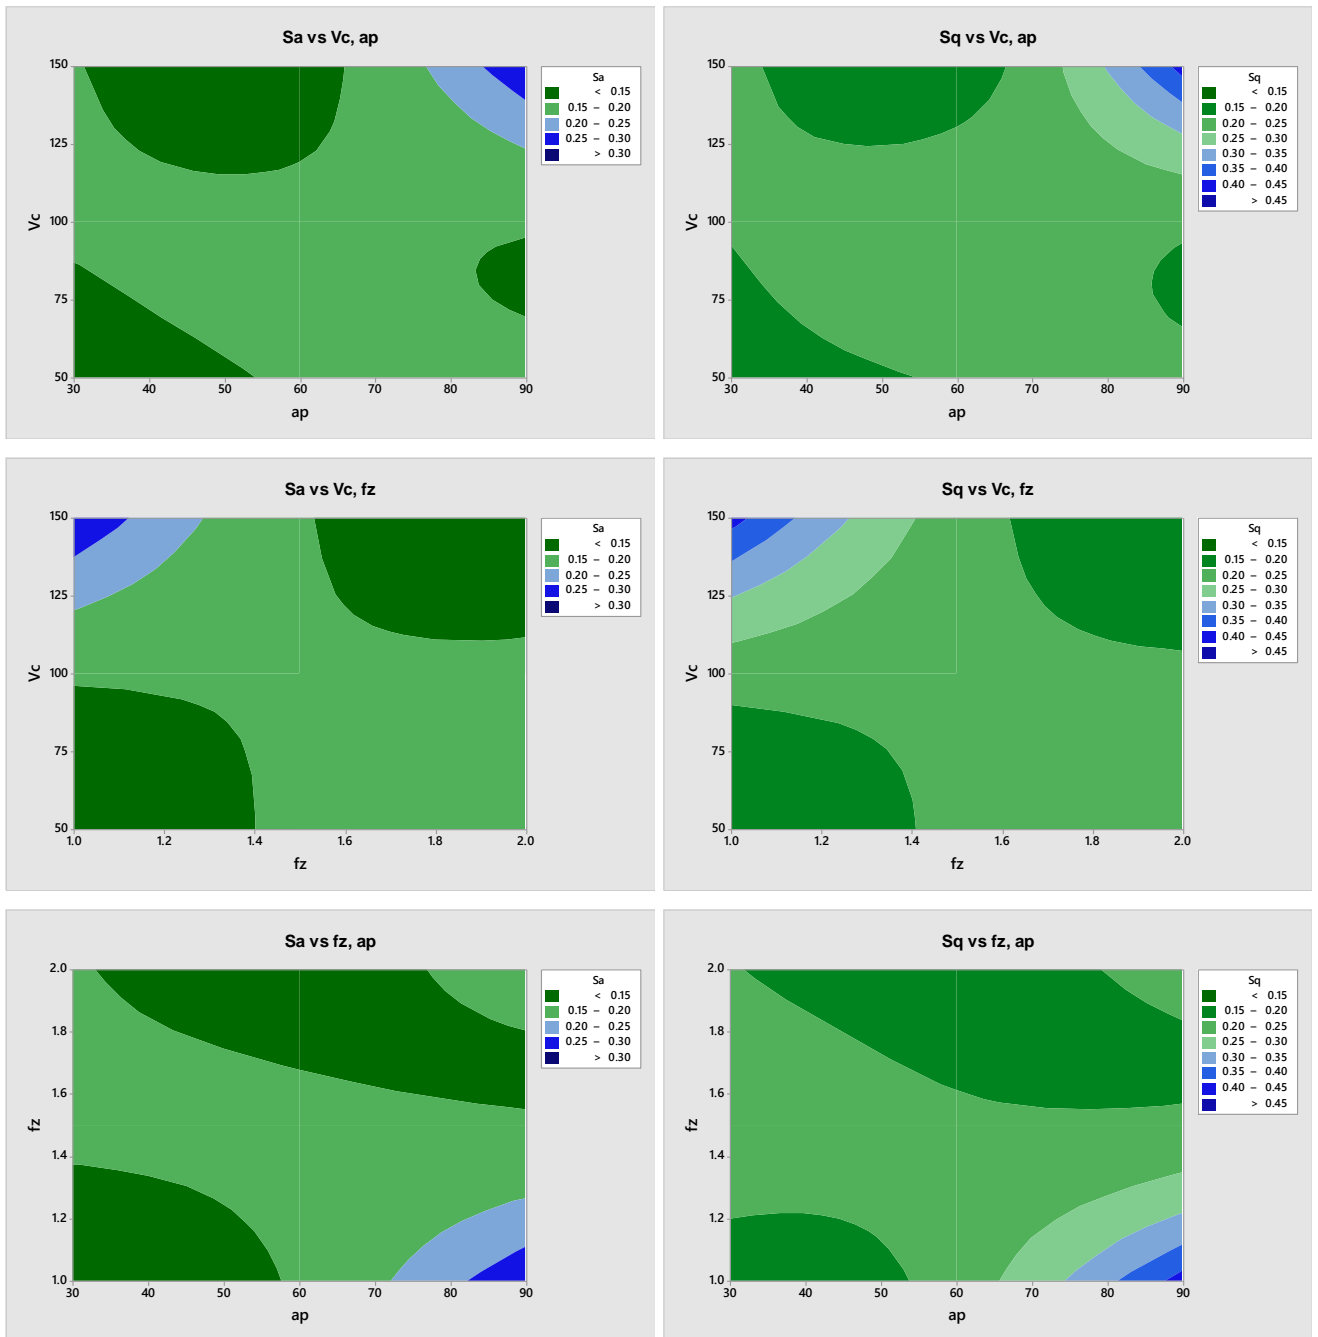 Sa vs Vc, ap
150
125
100
75
50
30 40 50 60 70 80 90
Vc
ap
Sa
< 0.15
0.15 – 0.20
0.20 – 0.25
0.25 – 0.30
> 0.30
Sq vs Vc, ap
150
125
100
75
50
30 40 50 60 70 80 90
Vc
ap
Sq
< 0.15
0.15 – 0.20
0.20 – 0.25
0.25 – 0.30
0.30 – 0.35
0.35 – 0.40
0.40 – 0.45
> 0.45
Sa vs Vc, fz
150
125
100
75
50
1.0 1.2 1.4 1.6 1.8 2.0
Vc
fz
Sa
< 0.15
0.15 – 0.20
0.20 – 0.25
0.25 – 0.30
> 0.30
Sq vs Vc, fz
150
125
100
75
50
1.0 1.2 1.4 1.6 1.8 2.0
Vc
fz
Sq
< 0.15
0.15 – 0.20
0.20 – 0.25
0.25 – 0.30
0.30 – 0.35
0.35 – 0.40
0.40 – 0.45
> 0.45
Sa vs fz, ap
2.0
1.8
1.6
1.4
1.2
1.0
30 40 50 60 70 80 90
fz
ap
Sa
< 0.15
0.15 – 0.20
0.20 – 0.25
0.25 – 0.30
> 0.30
Sq vs fz, ap
2.0
1.8
1.6
1.4
1.2
1.0
30 40 50 60 70 80 90
fz
ap
Sq
< 0.15
0.15 – 0.20
0.20 – 0.25
0.25 – 0.30
0.30 – 0.35
0.35 – 0.40
0.40 – 0.45
> 0.45